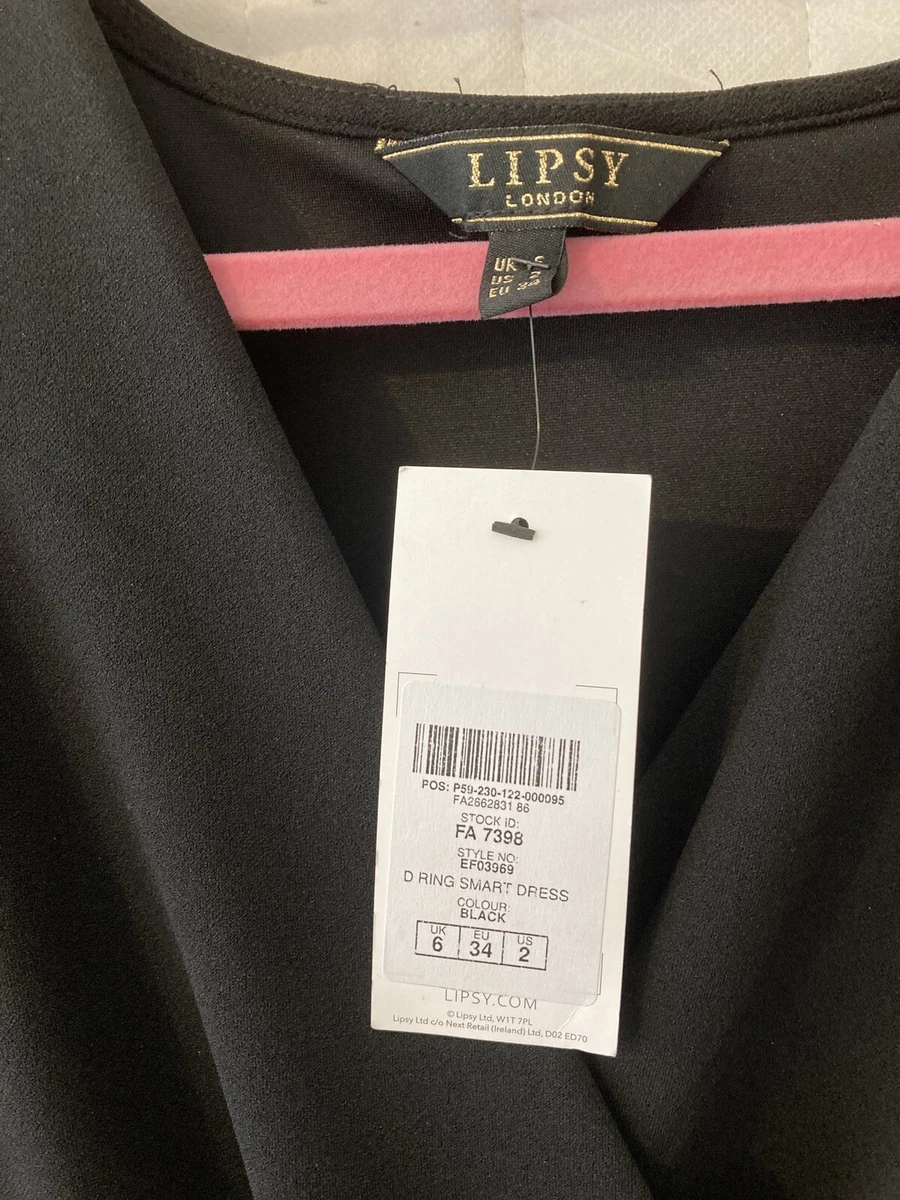 LIPSY
LONDON
UK 6
US 2
EU 34
POS: P59-230-122-000095
FA2662831 86
STOCK ID:
FA 7398
STYLE NO:
EF03969
D RING SMART DRESS
COLOUR:
BLACK
UK EU US
6 34 2
LIPSY.COM
© Lipsy Ltd, W1T 7PL
Lipsy Ltd c/o Next Retail (Ireland) Ltd, D02 ED70